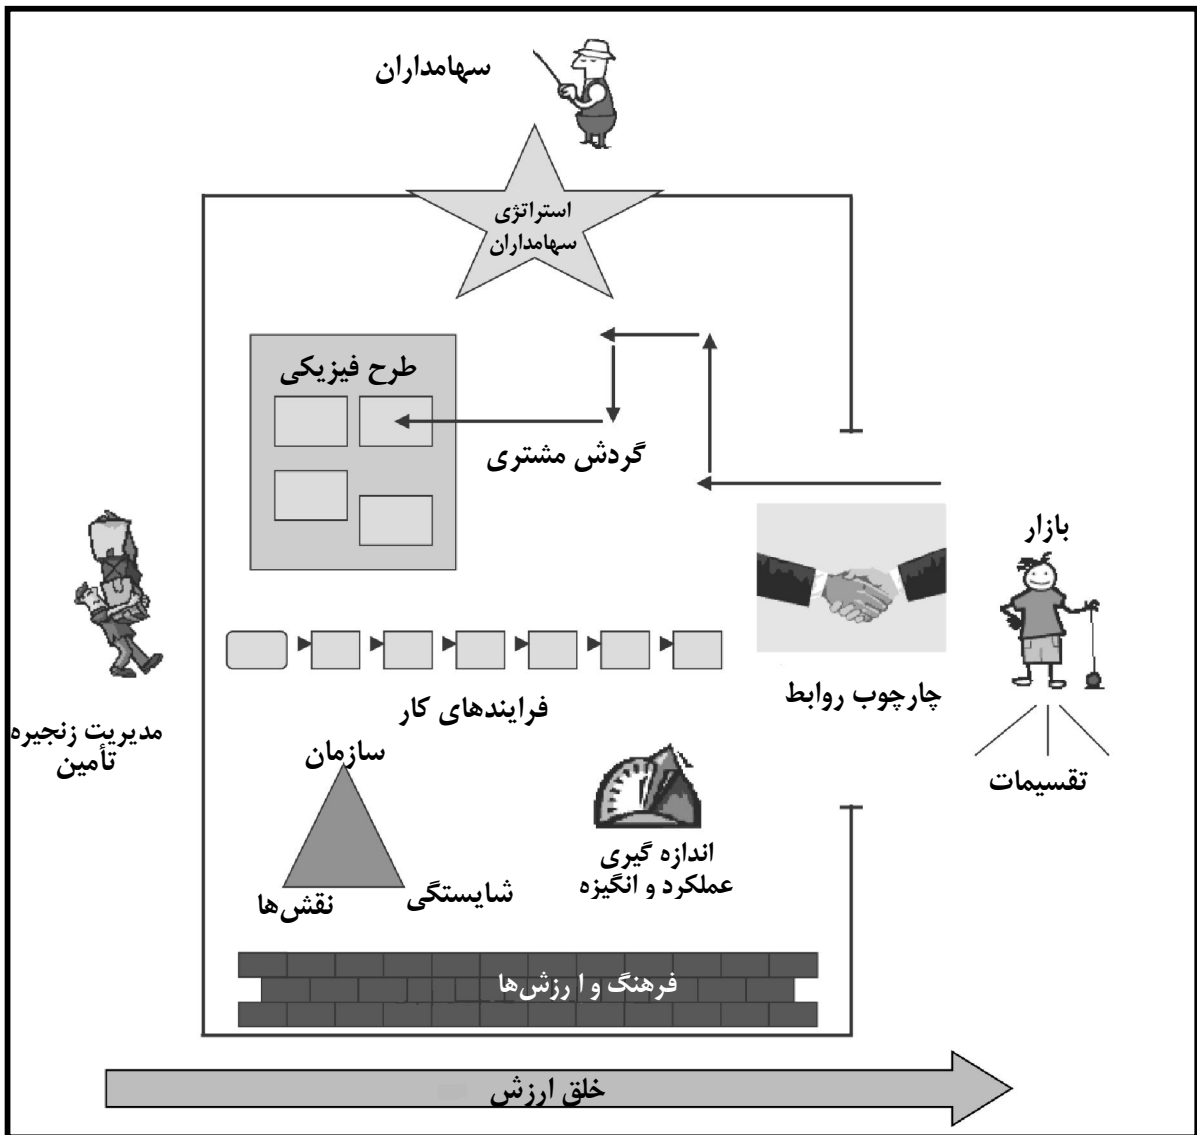 سهامداران
استراتژی
سهامداران
طرح فیزیکی
گردش مشتری
بازار
چارچوب روابط
تقسیمات
فرایندهای کار
مدیریت زنجیره
تأمین
سازمان
نقش‌ها
شایستگی
اندازه گیری
عملکرد و انگیزه
فرهنگ و ا رزش‌ها
خلق ارزش